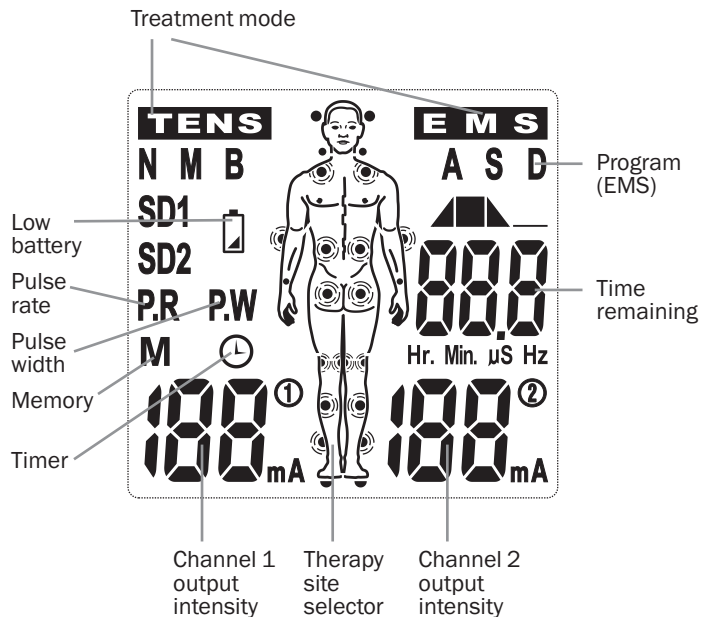 Treatment mode
TENS
EMS
N M B
A S D
Program
(EMS)
SD1
Low
battery
SD2
88.8
Time
remaining
Pulse
rate
P.R P.W
Pulse
width
M
Hr. Min. µS Hz
Memory
188 ① mA
188 ② mA
Timer
Channel 1
output
intensity
Therapy
site
selector
Channel 2
output
intensity